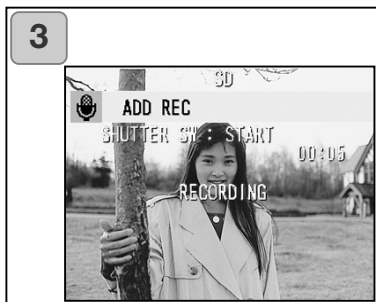 3
SD
ADD REC
SHUTTER SW : START
00:05
RECORDING